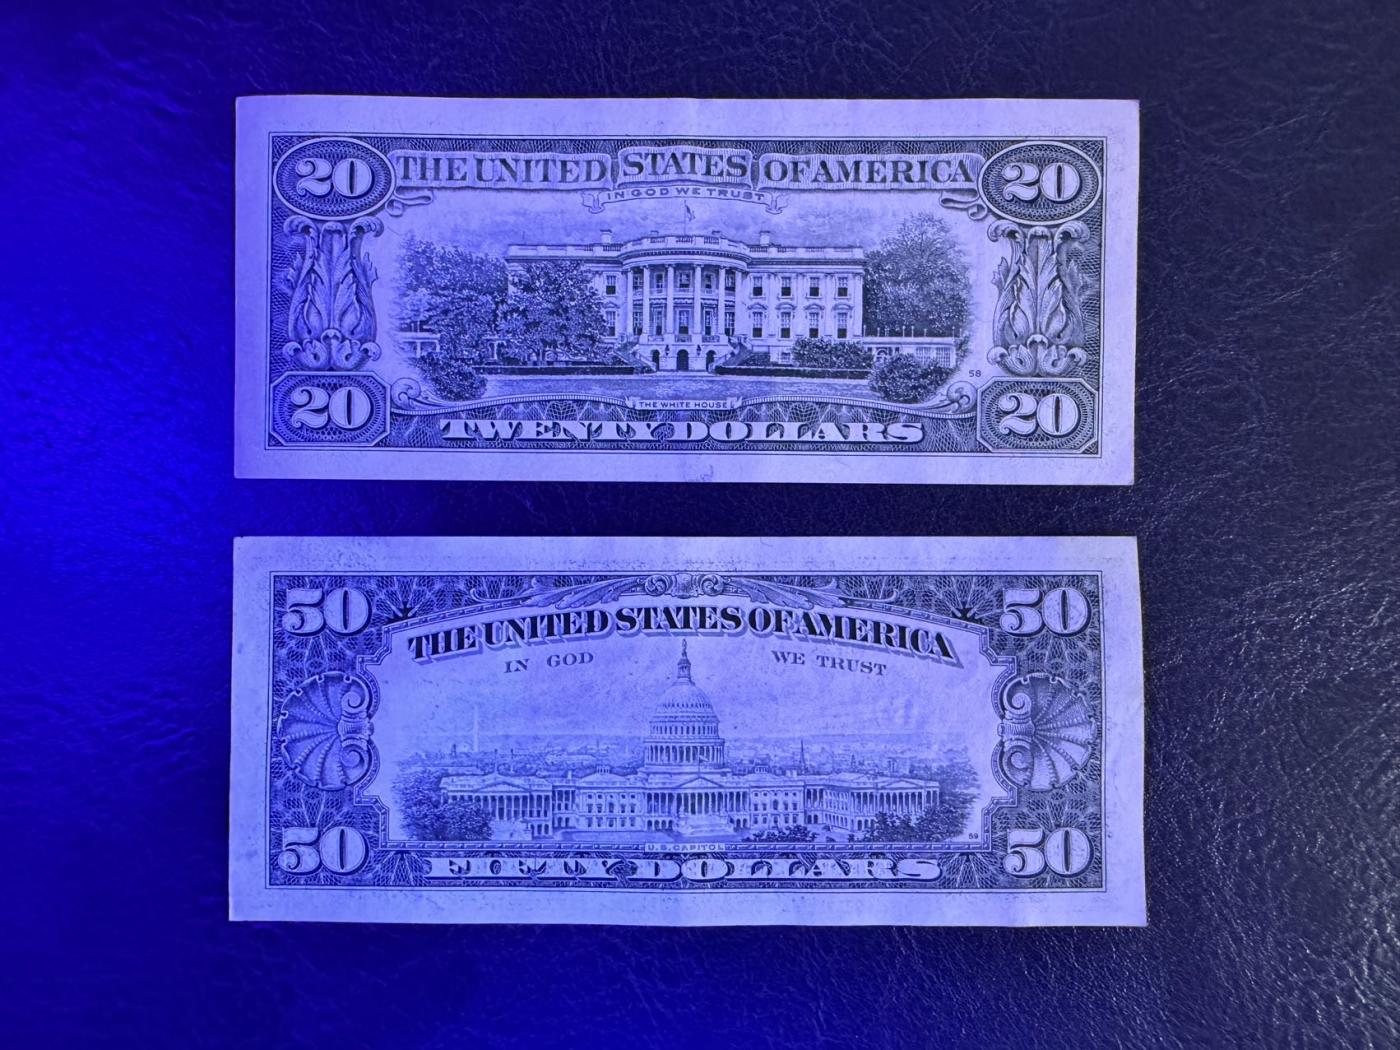 20 THE UNITED STATES OF AMERICA 20
IN GOD WE TRUST
58
THE WHITE HOUSE
20 TWENTY DOLLARS 20
50 50
THE UNITED STATES OF AMERICA
IN GOD WE TRUST
59
U.S. CAPITOL
50 FIFTY DOLLARS 50